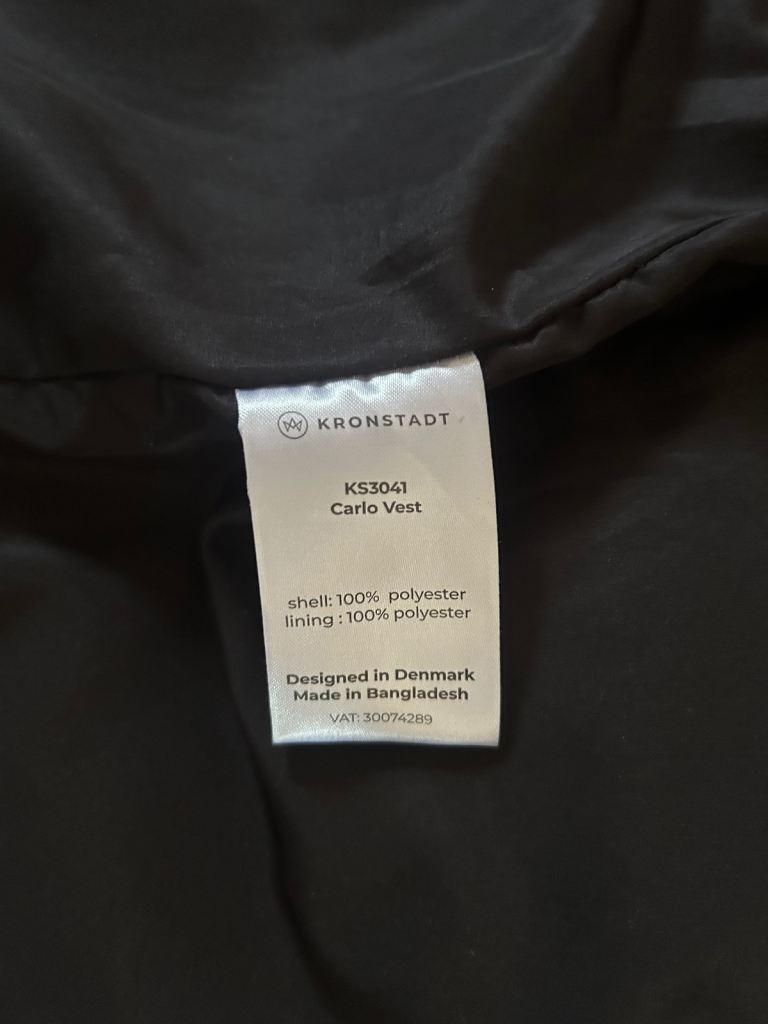 KRONSTADT
KS3041
Carlo Vest
shell: 100% polyester
lining : 100% polyester
Designed in Denmark
Made in Bangladesh
VAT: 30074289